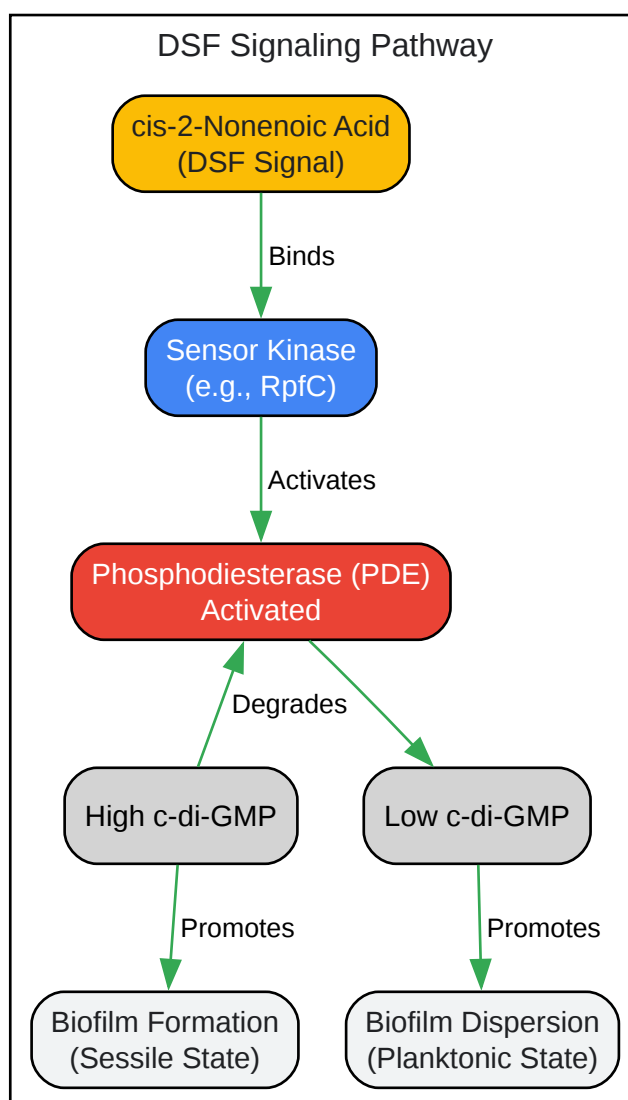 DSF Signaling Pathway
cis-2-Nonenoic Acid
(DSF Signal)
Binds
Sensor Kinase
(e.g., RpfC)
Activates
Phosphodiesterase (PDE)
Activated
Degrades
High c-di-GMP
Low c-di-GMP
Promotes
Promotes
Biofilm Formation
(Sessile State)
Biofilm Dispersion
(Planktonic State)